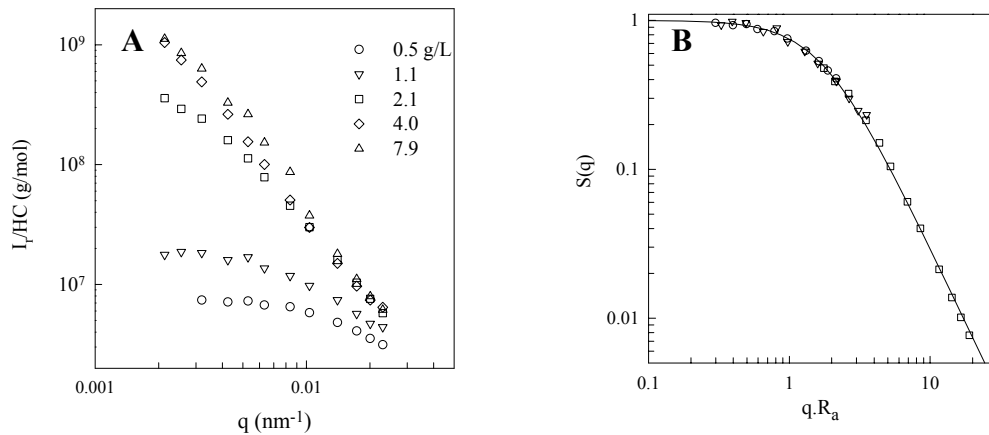 A
B
10⁹
10⁸
10⁷
I_r/HC (g/mol)
0.5 g/L
1.1
2.1
4.0
7.9
0.001
0.01
q (nm⁻¹)
1
0.1
0.01
S(q)
0.1
1
10
q.R_a